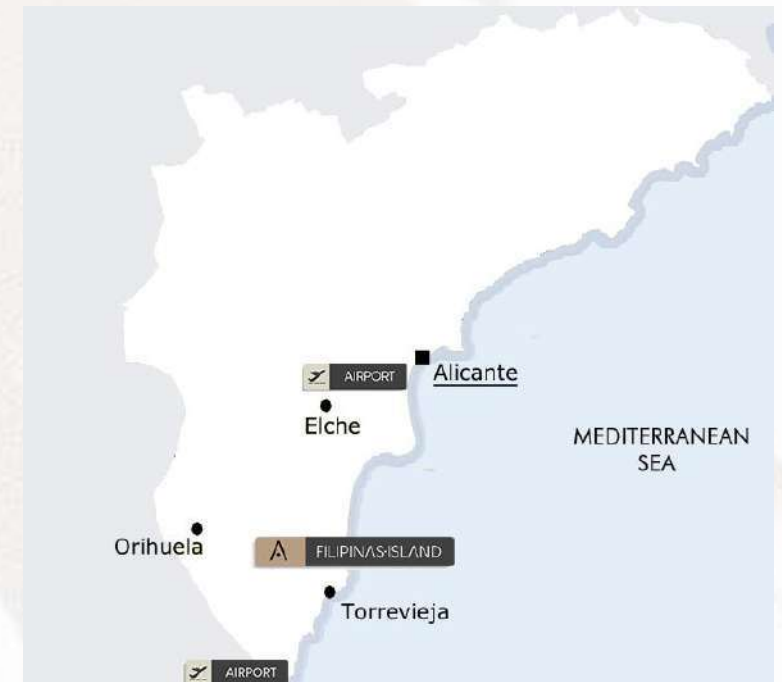 AIRPORT
Alicante
Elche
MEDITERRANEAN
SEA
Orihuela
FILIPINAS·ISLAND
Torrevieja
AIRPORT